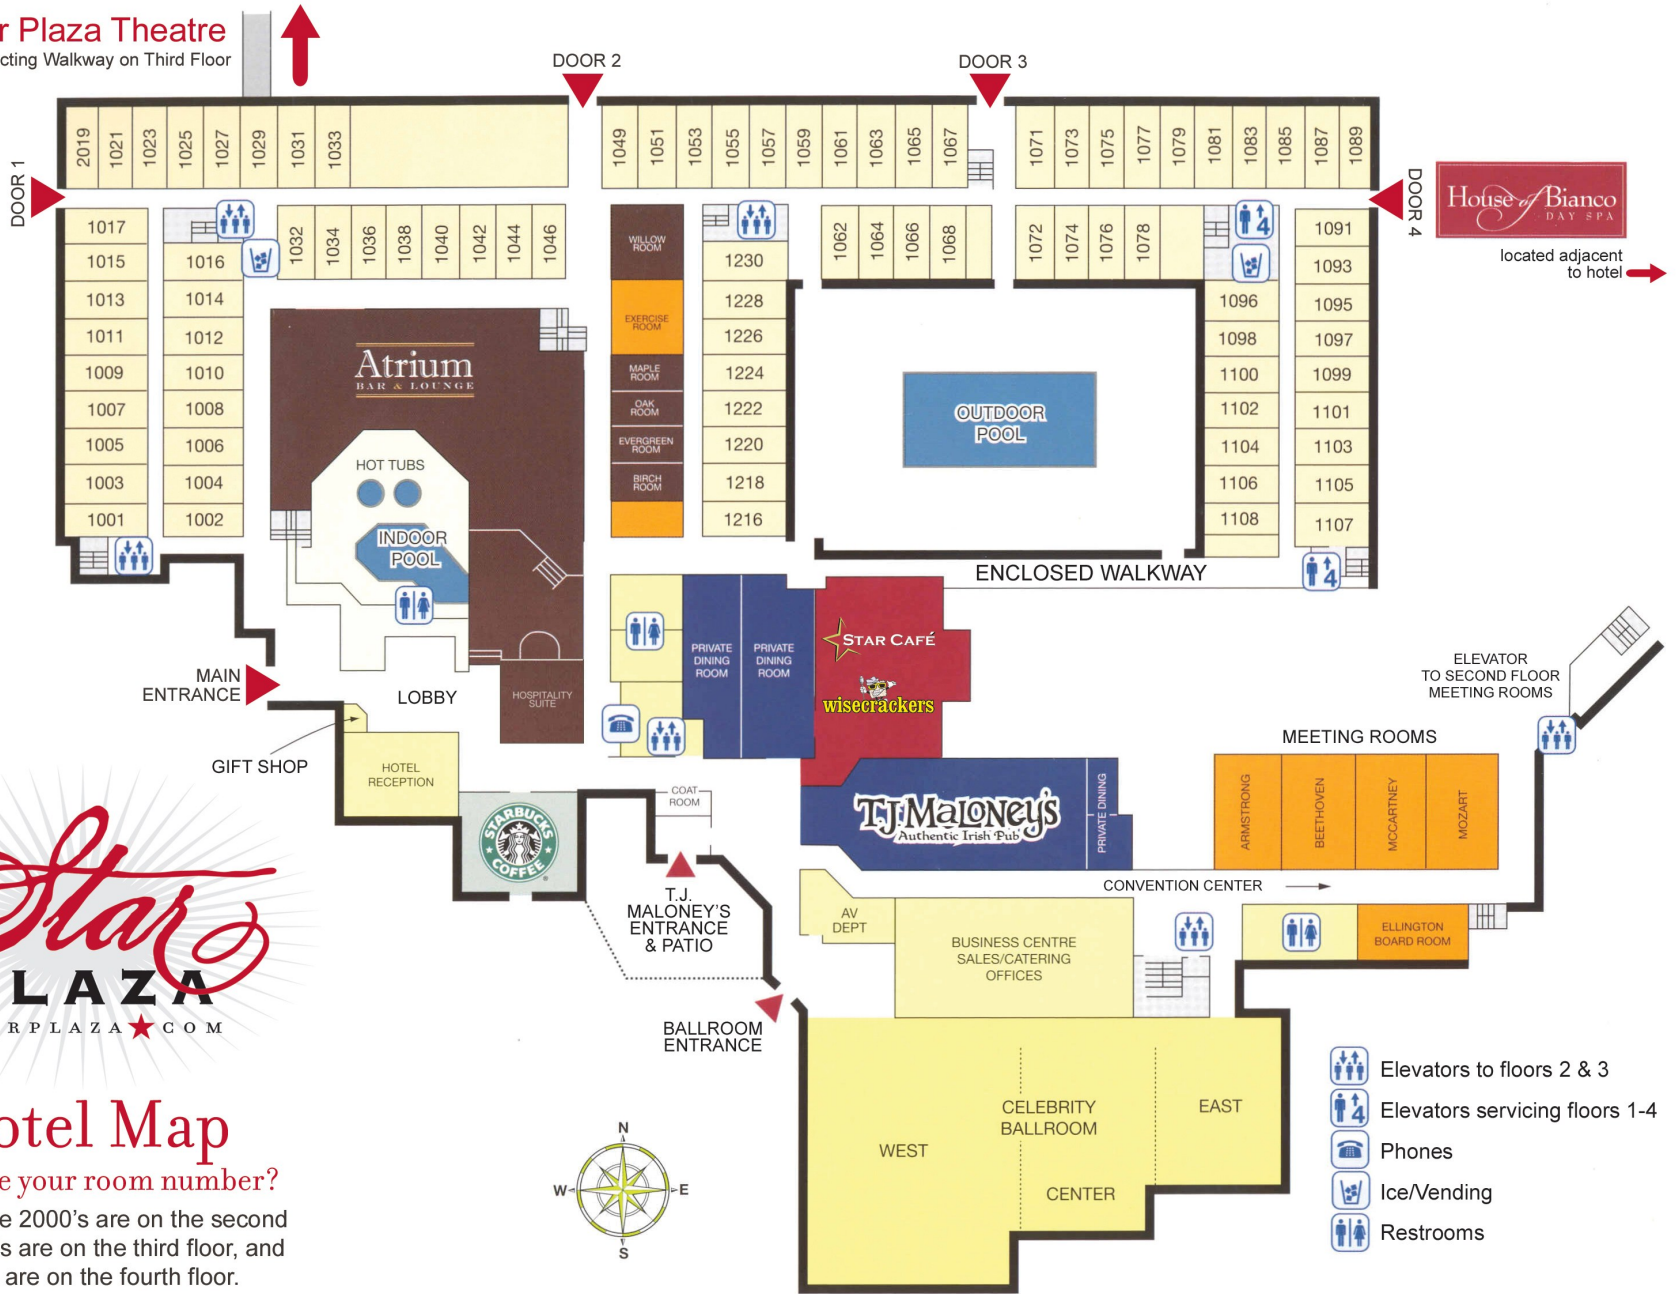 r Plaza Theatre
cting Walkway on Third Floor
DOOR 2
DOOR 3
DOOR 1
DOOR 4
2019
1021
1023
1025
1027
1029
1031
1033
1049
1051
1053
1055
1057
1059
1061
1063
1065
1067
1071
1073
1075
1077
1079
1081
1083
1085
1087
1089
House of Bianco
DAY SPA
located adjacent
to hotel
1017
1015
1013
1011
1009
1007
1005
1003
1001
1016
1014
1012
1010
1008
1006
1004
1002
1032
1034
1036
1038
1040
1042
1044
1046
WILLOW
ROOM
EXERCISE
ROOM
MAPLE
ROOM
OAK
ROOM
EVERGREEN
ROOM
BIRCH
ROOM
1230
1228
1226
1224
1222
1220
1218
1216
1062
1064
1066
1068
1072
1074
1076
1078
4
1096
1098
1100
1102
1104
1106
1108
1091
1093
1095
1097
1099
1101
1103
1105
1107
4
Atrium
BAR & LOUNGE
HOT TUBS
INDOOR
POOL
OUTDOOR
POOL
ENCLOSED WALKWAY
MAIN
ENTRANCE
LOBBY
HOSPITALITY
SUITE
PRIVATE
DINING
ROOM
PRIVATE
DINING
ROOM
STAR CAFÉ
wisecrackers
GIFT SHOP
HOTEL
RECEPTION
STARBUCKS
COFFEE
®
COAT
ROOM
T.J. MALONEY'S
Authentic Irish Pub
PRIVATE DINING
ELEVATOR
TO SECOND FLOOR
MEETING ROOMS
MEETING ROOMS
ARMSTRONG
BEETHOVEN
MCCARTNEY
MOZART
CONVENTION CENTER
T.J.
MALONEY'S
ENTRANCE
& PATIO
AV
DEPT
BUSINESS CENTRE
SALES/CATERING
OFFICES
ELLINGTON
BOARD ROOM
BALLROOM
ENTRANCE
WEST
CELEBRITY
BALLROOM
CENTER
EAST
Star
LAZA
RPLAZA★COM
otel Map
e your room number?
e 2000's are on the second
s are on the third floor, and
are on the fourth floor.
N
W
E
S
Elevators to floors 2 & 3
4
Elevators servicing floors 1-4
Phones
Ice/Vending
Restrooms